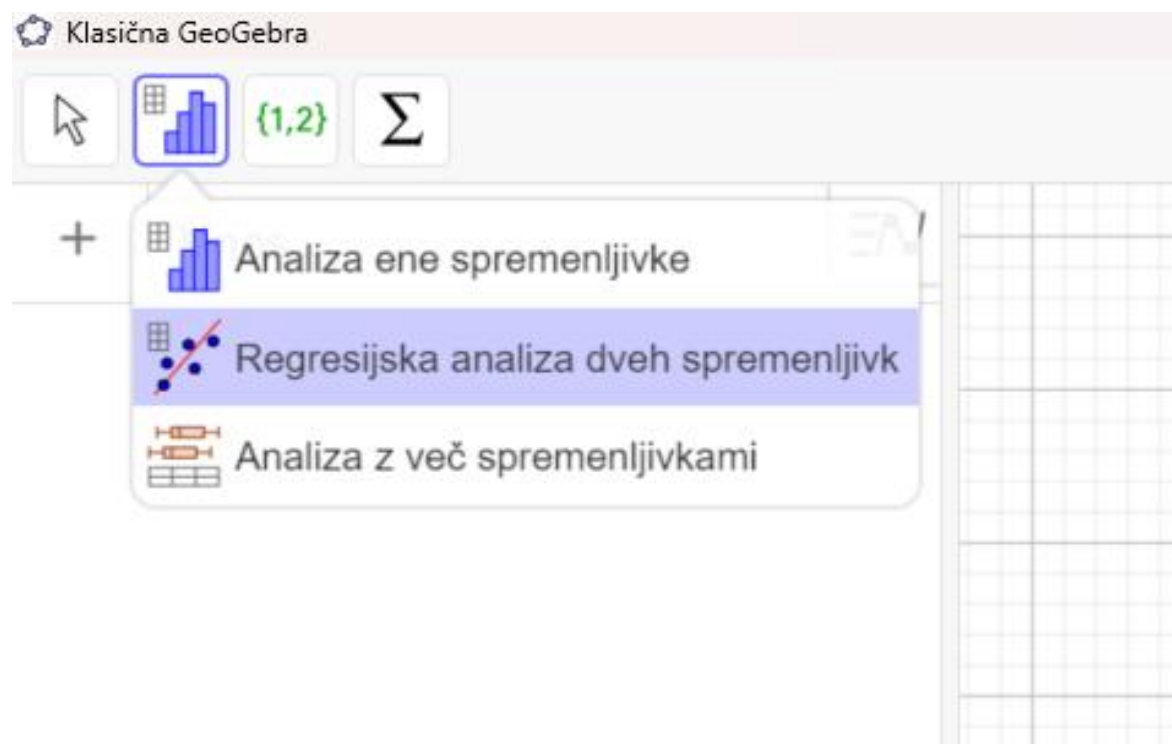 Klasična GeoGebra
{1,2} Σ
+
Analiza ene spremenljivke
Regresijska analiza dveh spremenljivk
Analiza z več spremenljivkami